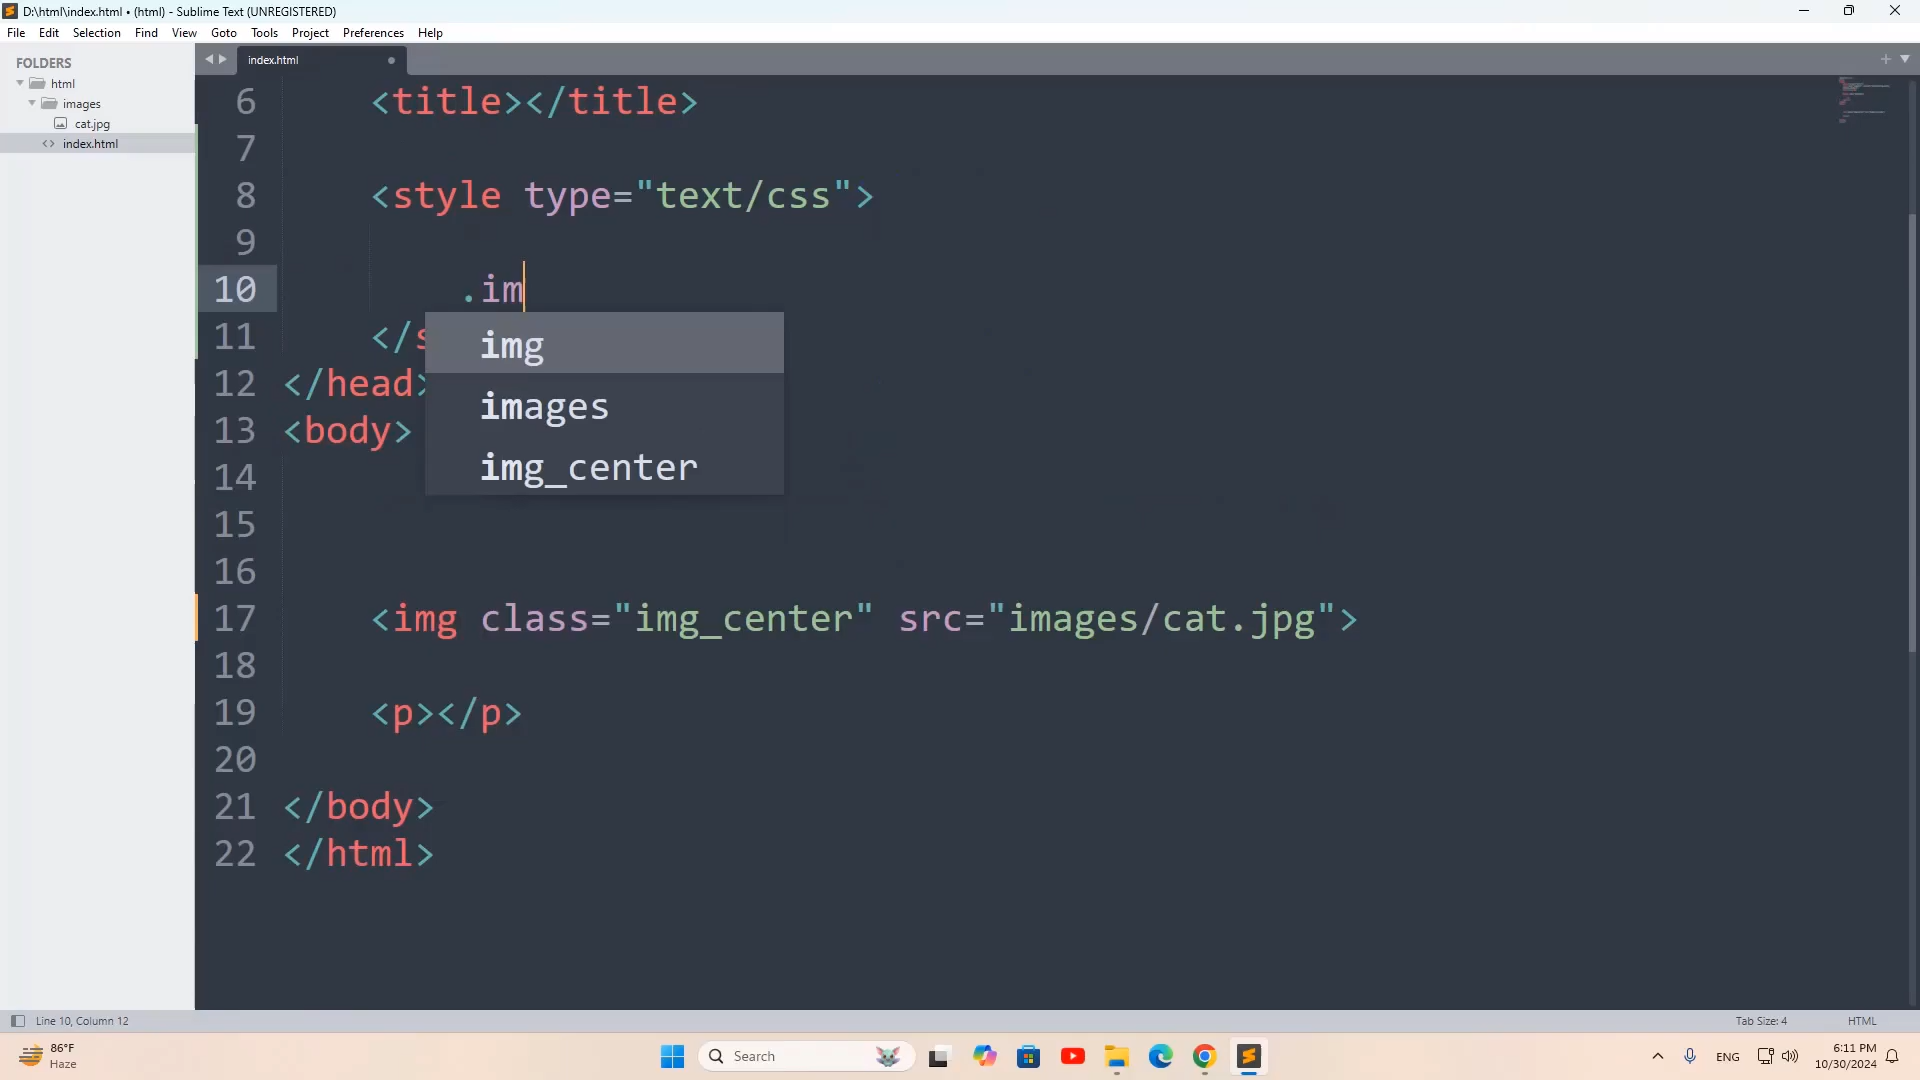 D:\html\index.html • (html) - Sublime Text (UNREGISTERED)
File Edit Selection Find View Goto Tools Project Preferences Help
FOLDERS
html
images
cat.jpg
index.html
index.html
6 <title></title>
7
8 <style type="text/css">
9
10 .im
11 </s
12 </head>
13 <body>
14
15
16
17 <img class="img_center" src="images/cat.jpg">
18
19 <p></p>
20
21 </body>
22 </html>
img
images
img_center
Line 10, Column 12
Tab Size: 4
HTML
86°F
Haze
Search
ENG
6:11 PM
10/30/2024